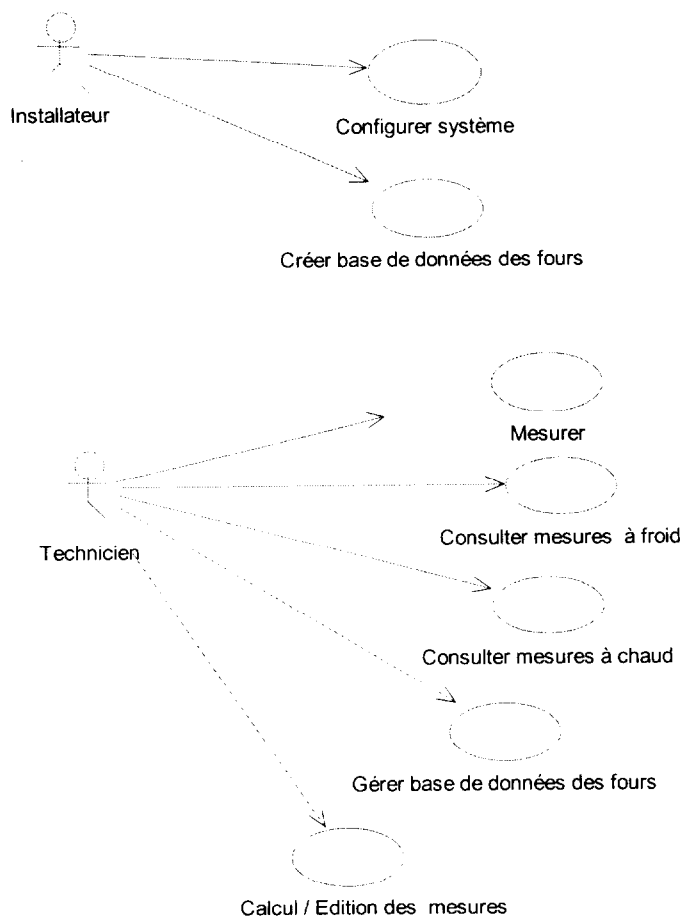 Installateur
Configurer système
Créer base de données des fours
Mesurer
Consulter mesures à froid
Technicien
Consulter mesures à chaud
Gérer base de données des fours
Calcul / Edition des mesures